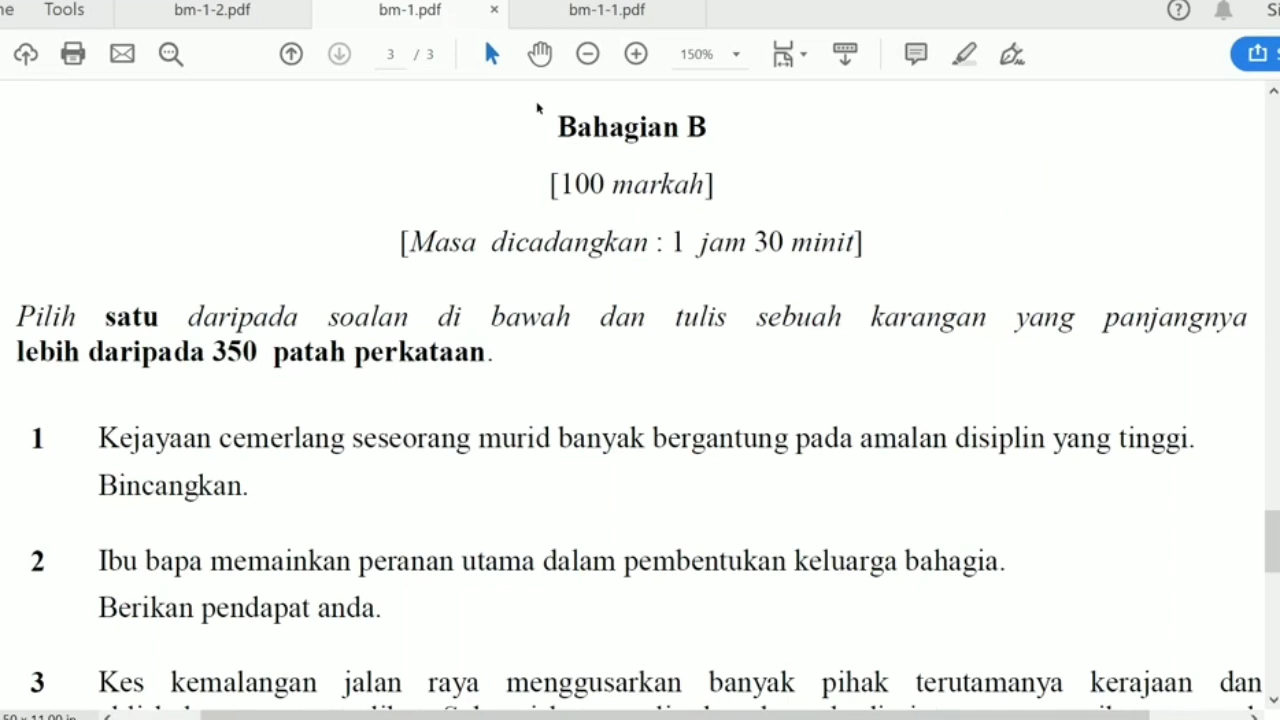 Tools
bm-1-2.pdf
bm-1.pdf
bm-1-1.pdf
3 / 3
150%
Bahagian B
[100 markah]
[Masa dicadangkan : 1 jam 30 minit]
Pilih satu daripada soalan di bawah dan tulis sebuah karangan yang panjangnya
lebih daripada 350 patah perkataan.
1 Kejayaan cemerlang seseorang murid banyak bergantung pada amalan disiplin yang tinggi.
Bincangkan.
2 Ibu bapa memainkan peranan utama dalam pembentukan keluarga bahagia.
Berikan pendapat anda.
3 Kes kemalangan jalan raya menggusarkan banyak pihak terutamanya kerajaan dan